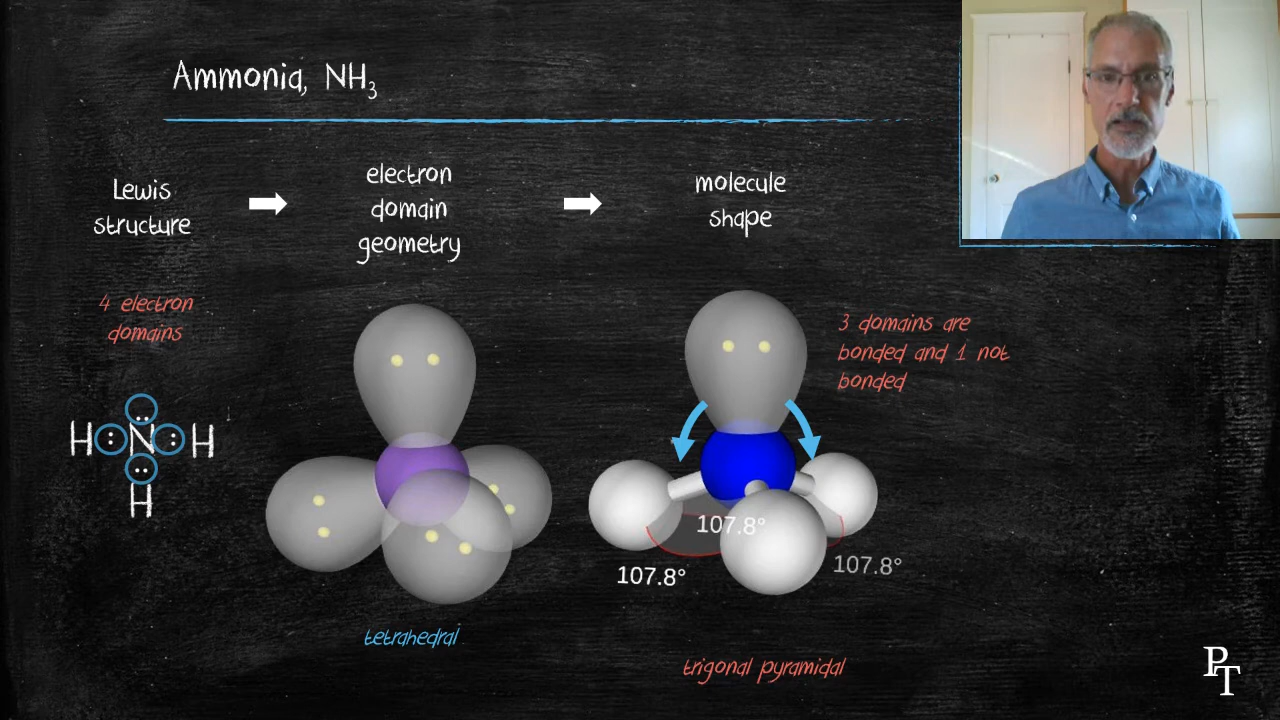 Ammonia, NH₃
Lewis
structure
electron
domain
geometry
molecule
shape
4 electron
domains
H : N : H
H
tetrahedral
3 domains are
bonded and 1 not
bonded
107.8°
107.8°
107.8°
trigonal pyramidal
PT